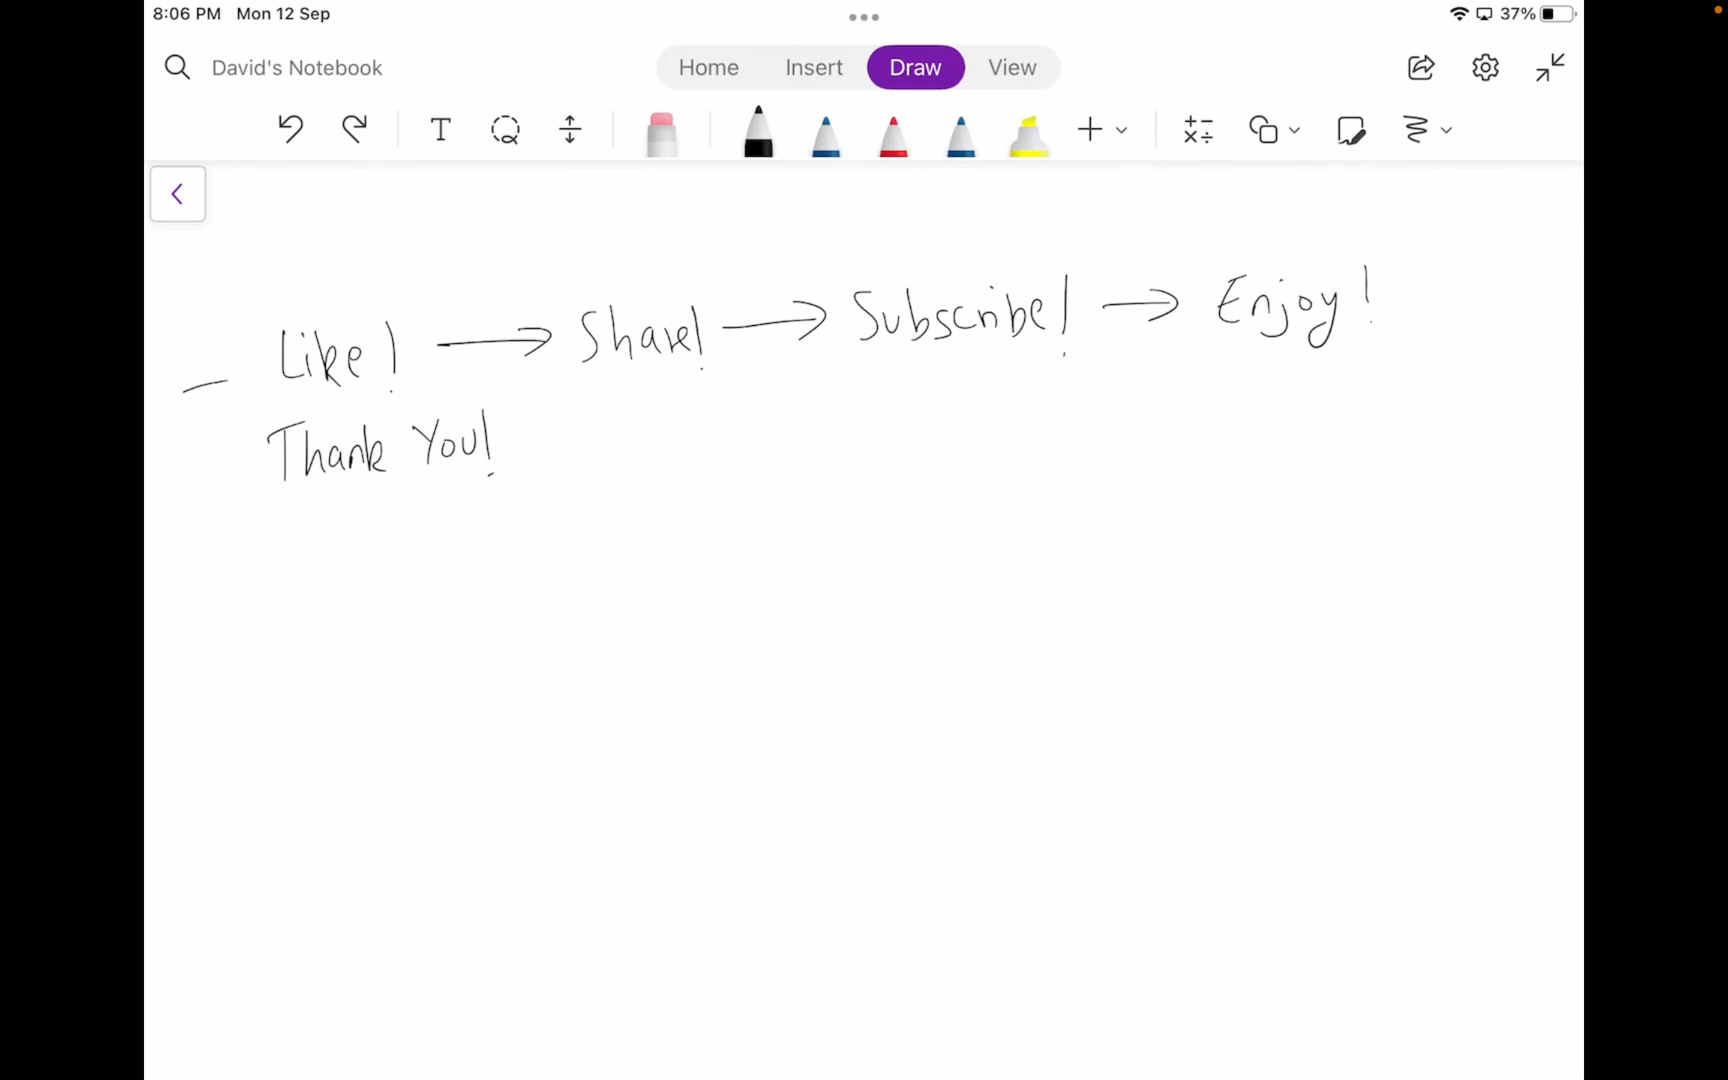 8:06 PM Mon 12 Sep 37%
David's Notebook Home Insert Draw View
T
Like! → Share! → Subscribe! → Enjoy!
— Thank You!